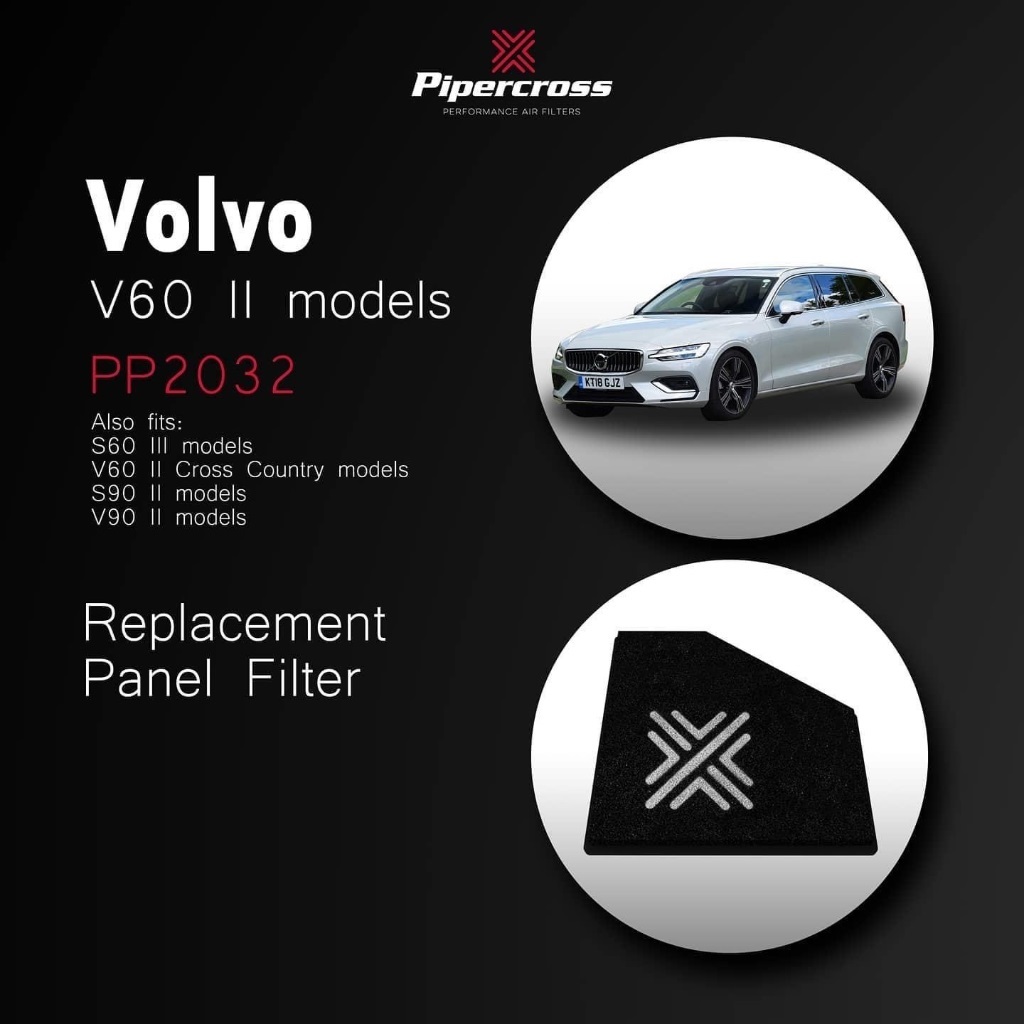 Pipercross
PERFORMANCE AIR FILTERS
Volvo
V60 II models
PP2032
Also fits:
S60 III models
V60 II Cross Country models
S90 II models
V90 II models
KT18 GJZ
Replacement
Panel Filter